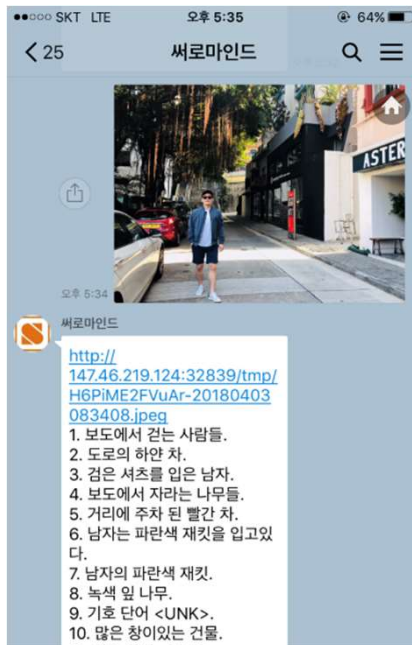 ●●○○○ SKT LTE 오후 5:35 64%
25 써로마인드
ASTER
오후 5:34
써로마인드
http://
147.46.219.124:32839/tmp/
H6PiME2FVuAr-20180403
083408.jpeg
1. 보도에서 걷는 사람들.
2. 도로의 하얀 차.
3. 검은 셔츠를 입은 남자.
4. 보도에서 자라는 나무들.
5. 거리에 주차 된 빨간 차.
6. 남자는 파란색 재킷을 입고있
다.
7. 남자의 파란색 재킷.
8. 녹색 잎 나무.
9. 기호 단어 <UNK>.
10. 많은 창이있는 건물.